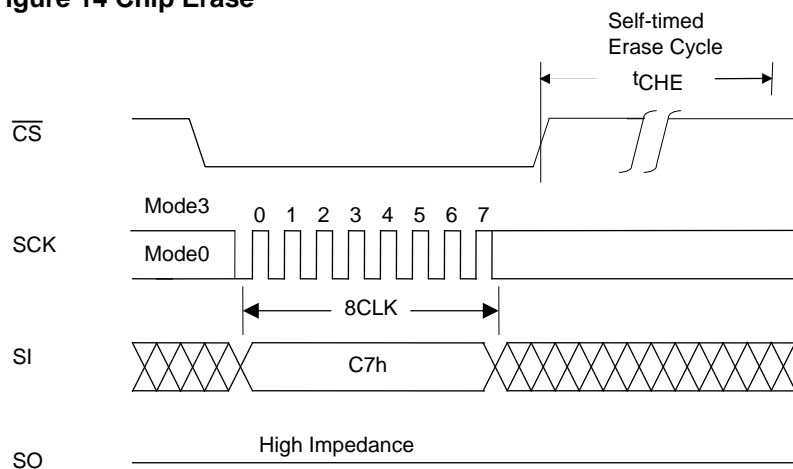 Figure 14 Chip Erase
Self-timed
Erase Cycle
tCHE
CS
Mode3
0 1 2 3 4 5 6 7
SCK
Mode0
8CLK
SI
C7h
High Impedance
SO